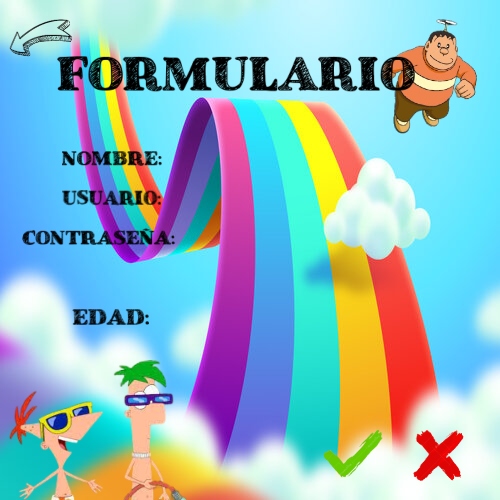 FORMULARIO
NOMBRE:
USUARIO:
CONTRASEÑA:
EDAD: